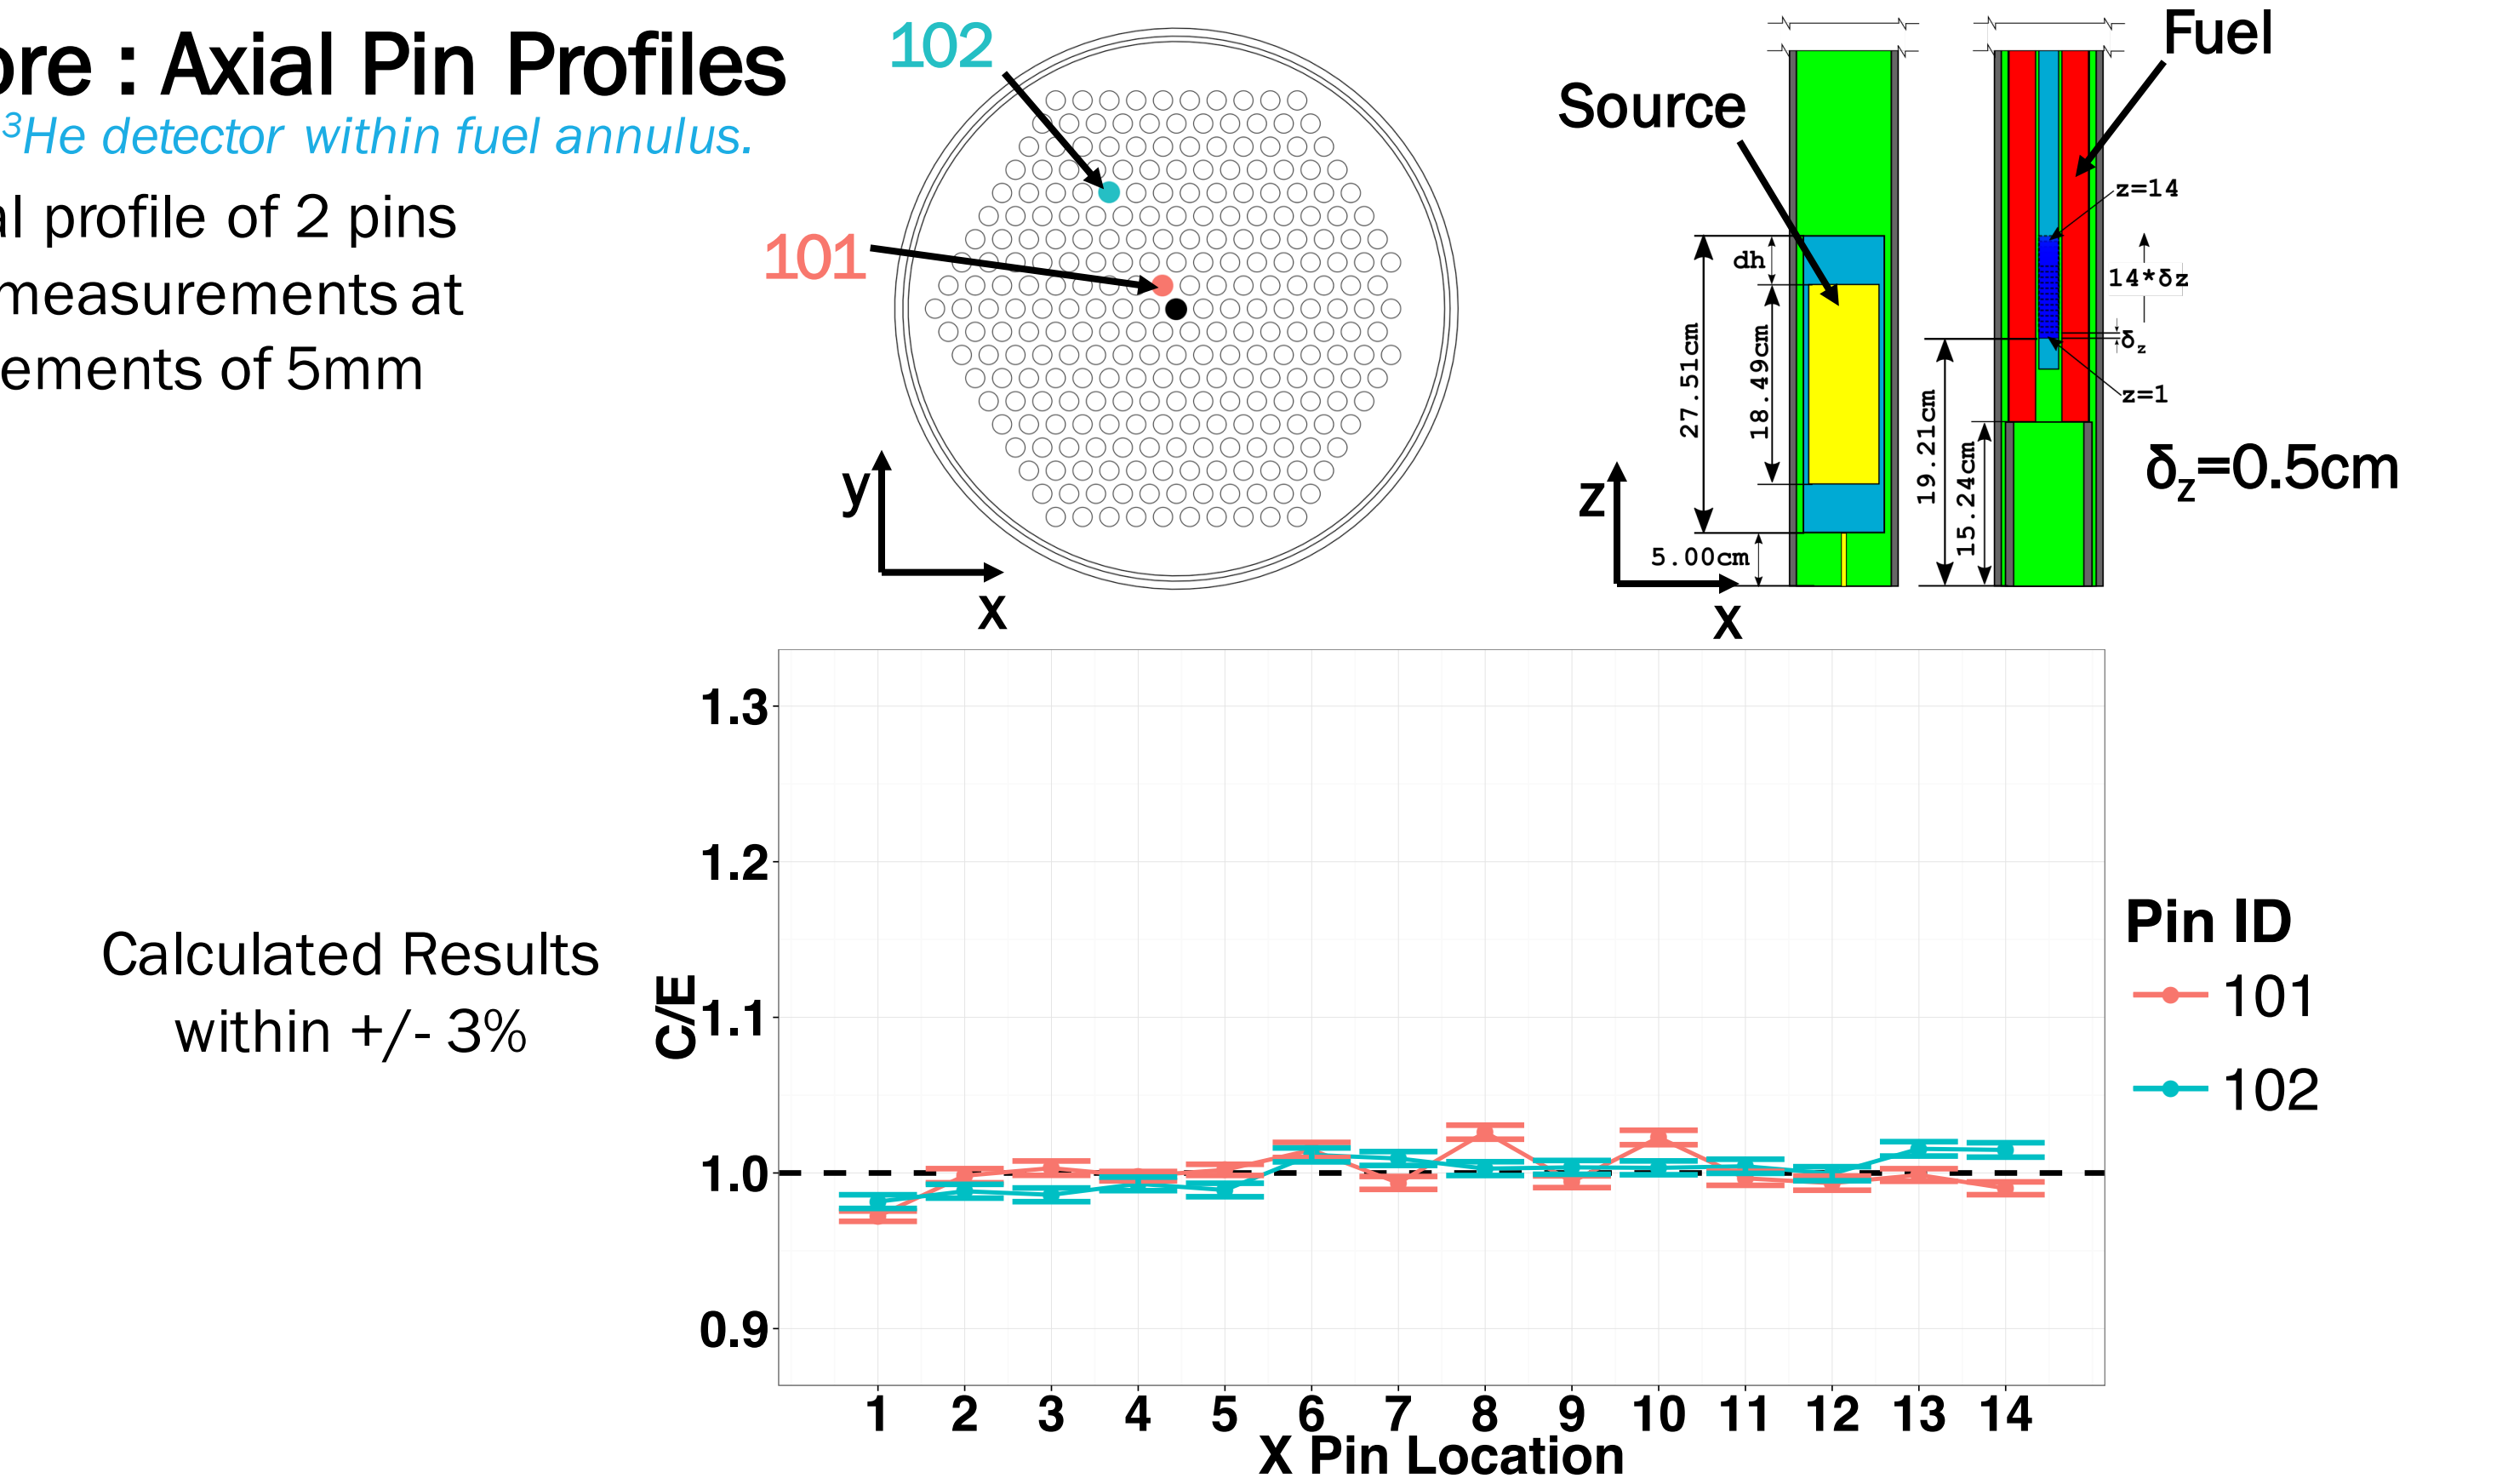 ore : Axial Pin Profiles
³He detector within fuel annulus.
al profile of 2 pins
measurements at
ements of 5mm
102
101
y
x
Source
Fuel
dh
27.51cm
18.49cm
5.00cm
z
x
z=14
14*δz
δz
z=1
19.21cm
15.24cm
δz=0.5cm
Calculated Results
within +/- 3%
C/E
1.3
1.2
1.1
1.0
0.9
1 2 3 4 5 6 7 8 9 10 11 12 13 14
X Pin Location
Pin ID
101
102